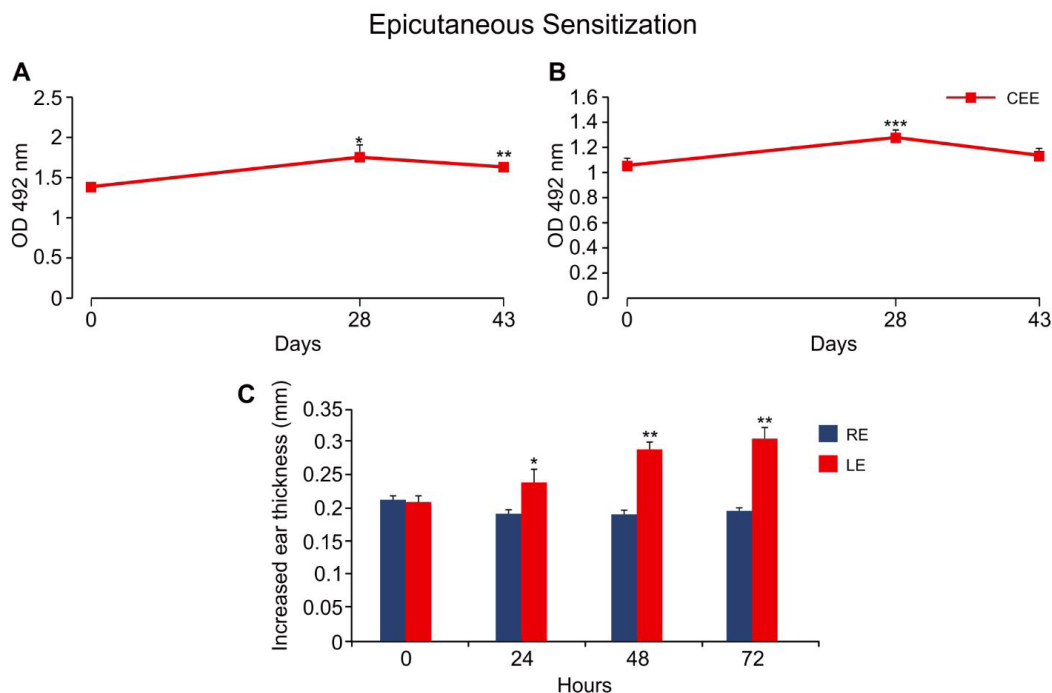 Epicutaneous Sensitization
A
2.5
2
1.5
1
0.5
0
OD 492 nm
*
**
0 28 43
Days
B
1.6
1.4
1.2
1
0.8
0.6
0.4
0.2
0
OD 492 nm
***
CEE
0 28 43
Days
C
0.35
0.3
0.25
0.2
0.15
0.1
0.05
0
Increased ear thickness (mm)
*
**
**
RE
LE
0 24 48 72
Hours